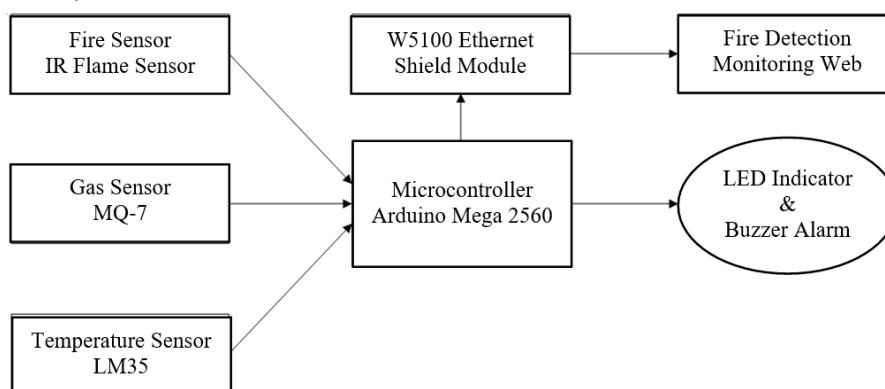 Fire Sensor
IR Flame Sensor
W5100 Ethernet
Shield Module
Fire Detection
Monitoring Web
Gas Sensor
MQ-7
Microcontroller
Arduino Mega 2560
LED Indicator
&
Buzzer Alarm
Temperature Sensor
LM35